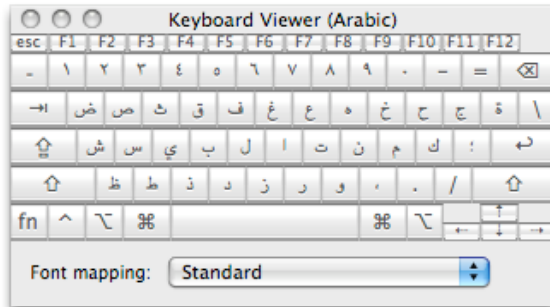 Keyboard Viewer (Arabic)
esc F1 F2 F3 F4 F5 F6 F7 F8 F9 F10 F11 F12
١ ٢ ٣ ٤ ٥ ٦ ٧ ٨ ٩ ٠ - =
ض ص ث ق ف غ ع ه خ ح ج ة \
ش س ي ب ل ا ت ن م ك ؛
ظ ط ذ د ز ر و ، . /
fn ^ ⌥ ⌘ ⌘ ⌥
Font mapping: Standard